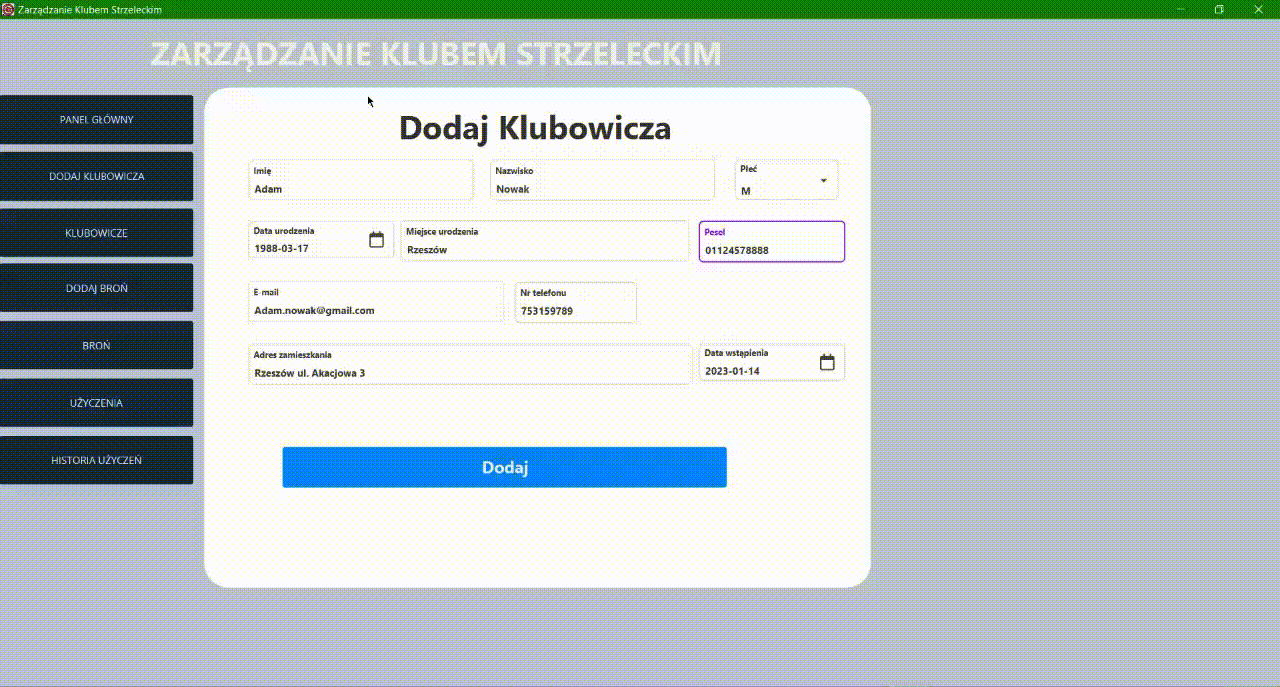 Zarządzanie Klubem Strzeleckim
ZARZĄDZANIE KLUBEM STRZELECKIM
PANEL GŁÓWNY
DODAJ KLUBOWICZA
KLUBOWICZE
DODAJ BROŃ
BROŃ
UŻYCZENIA
HISTORIA UŻYCZEŃ
Dodaj Klubowicza
Imię
Adam
Nazwisko
Nowak
Płeć
M
Data urodzenia
1988-03-17
Miejsce urodzenia
Rzeszów
Pesel
01124578888
E-mail
Adam.nowak@gmail.com
Nr telefonu
753159789
Adres zamieszkania
Rzeszów ul. Akacjowa 3
Data wstąpienia
2023-01-14
Dodaj